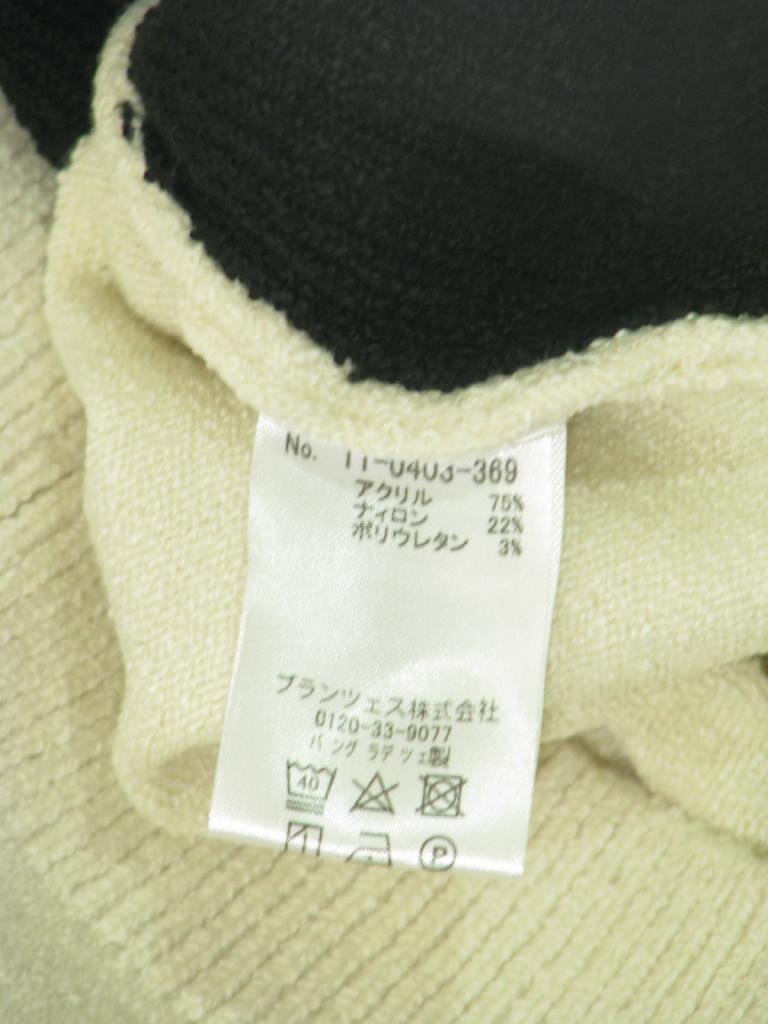 No. 11-0403-369
アクリル 75%
ナイロン 22%
ポリウレタン 3%
ブランツェス株式会社
0120-33-9077
バングラデッシュ製
40
P